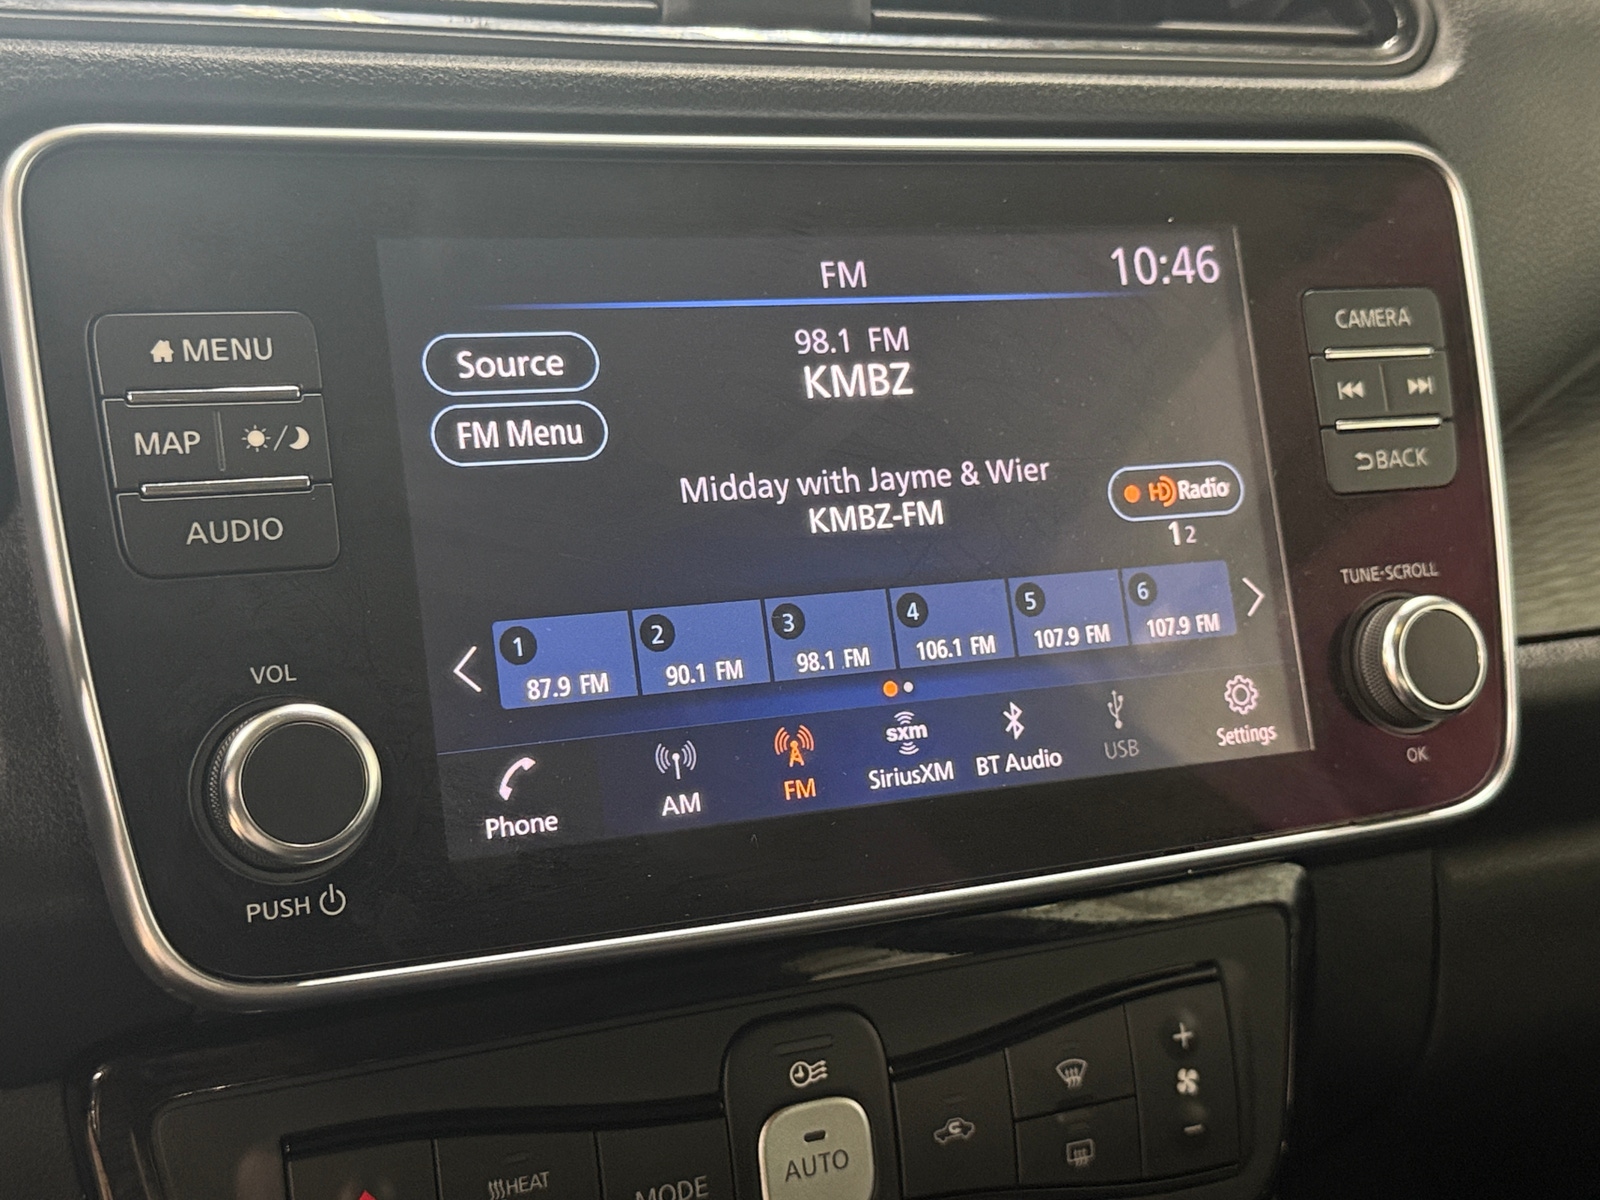 FM
10:46
MENU
MAP
AUDIO
VOL
PUSH
Source
FM Menu
98.1 FM
KMBZ
Midday with Jayme & Wier
KMBZ-FM
HD Radio
1 2
1
87.9 FM
2
90.1 FM
3
98.1 FM
4
106.1 FM
5
107.9 FM
6
107.9 FM
Phone
AM
FM
sxm
SiriusXM
BT Audio
USB
Settings
CAMERA
BACK
TUNE·SCROLL
OK
HEAT
MODE
AUTO
+
-